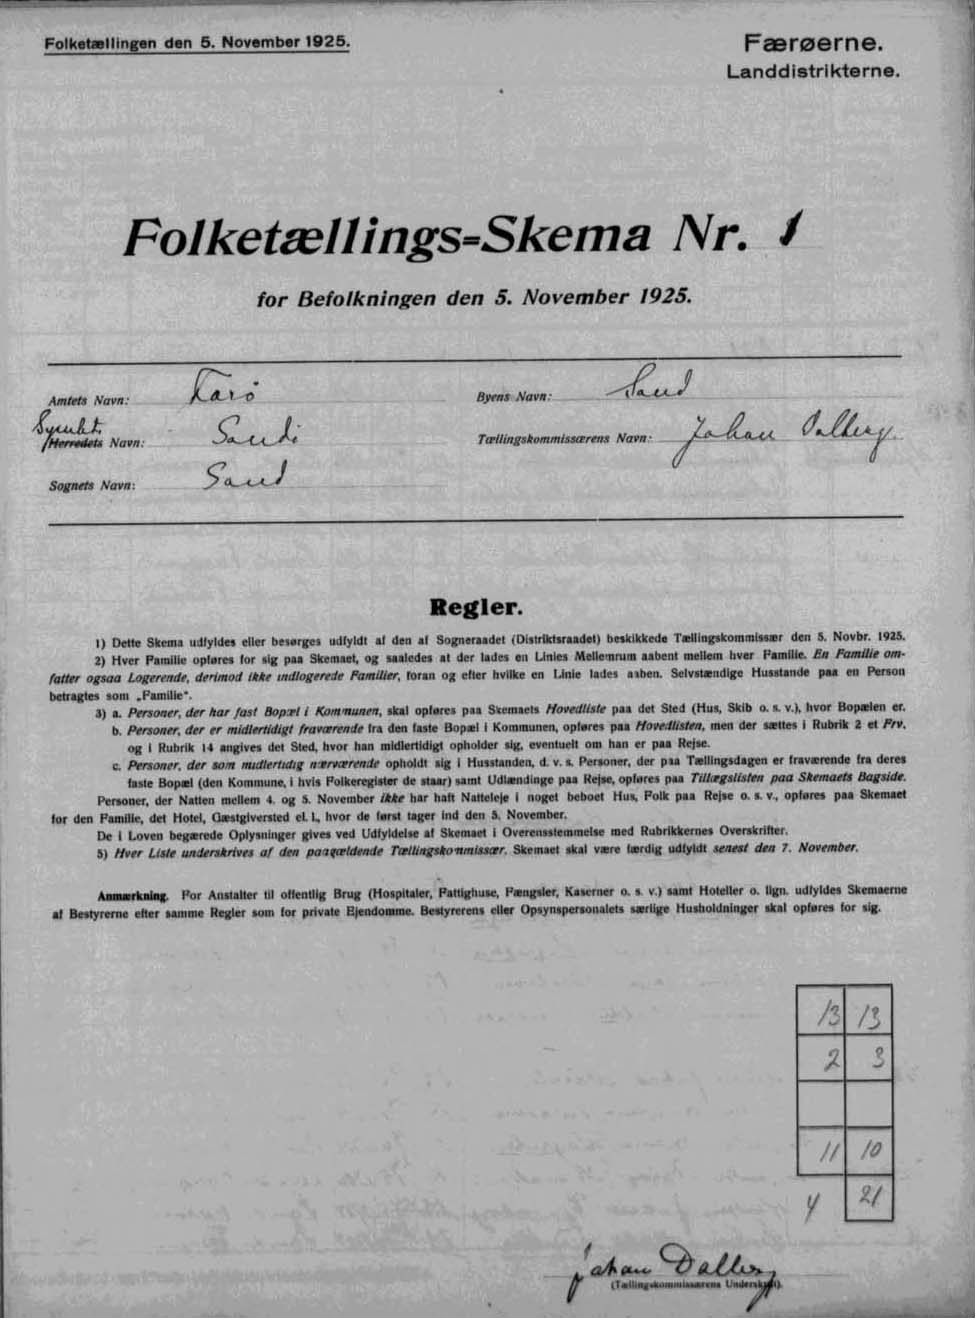 Folketællingen den 5. November 1925.
Færøerne.
Landdistrikterne.
Folketællings-Skema Nr. 1
for Befolkningen den 5. November 1925.
Amtets Navn: Farø
Byens Navn: Sand
Herredets Navn: Sandø
Tællingskommissærens Navn: Johan Dalberg.
Sognets Navn: Sand
Regler.
1) Dette Skema udfyldes eller besørges udfyldt af den af Sogneraadet (Distriktsraadet) beskikkede Tællingskommissær den 5. Novbr. 1925.
2) Hver Familie opføres for sig paa Skemaet, og saaledes at der lades en Linies Mellemrum aabent mellem hver Familie. En Familie om-
fatter ogsaa Logerende, derimod ikke indlogerede Familier, foran og efter hvilke en Linie lades aaben. Selvstændige Husstande paa en Person
betragtes som „Familie".
3) a. Personer, der har fast Bopæl i Kommunen, skal opføres paa Skemaets Hovedliste paa det Sted (Hus, Skib o. s. v.), hvor Bopælen er.
b. Personer, der er midlertidigt fraværende fra den faste Bopæl i Kommunen, opføres paa Hovedlisten, men der sættes i Rubrik 2 et Frv.
og i Rubrik 14 angives det Sted, hvor han midlertidigt opholder sig, eventuelt om han er paa Rejse.
c. Personer, der som midlertidig nærværende opholdt sig i Husstanden, d. v. s. Personer, der paa Tællingsdagen er fraværende fra deres
faste Bopæl (den Kommune, i hvis Folkeregister de staar) samt Udlændinge paa Rejse, opføres paa Tillægslisten paa Skemaets Bagside.
Personer, der Natten mellem 4. og 5. November ikke har haft Natteleje i noget beboet Hus, Folk paa Rejse o. s. v., opføres paa Skemaet
for den Familie, det Hotel, Gæstgiversted el. l., hvor de først tager ind den 5. November.
De i Loven begærede Oplysninger gives ved Udfyldelse af Skemaet i Overensstemmelse med Rubrikkernes Overskrifter.
5) Hver Liste underskrives af den paagældende Tællingskommissær. Skemaet skal være færdig udfyldt senest den 7. November.
Anmærkning. For Anstalter til offentlig Brug (Hospitaler, Fattighuse, Fængsler, Kaserner o. s. v.) samt Hoteller o. lign. udfyldes Skemaerne
af Bestyrerne efter samme Regler som for private Ejendomme. Bestyrerens eller Opsynspersonalets særlige Husholdninger skal opføres for sig.
13 13
2 3
11 10
4 21
Johan Dalberg
(Tællingskommissærens Underskrift).